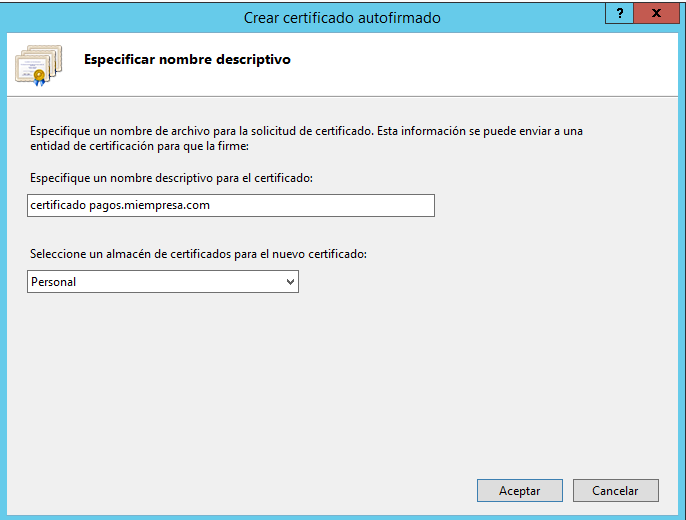 Crear certificado autofirmado
?
x
Especificar nombre descriptivo
Especifique un nombre de archivo para la solicitud de certificado. Esta información se puede enviar a una
entidad de certificación para que la firme:
Especifique un nombre descriptivo para el certificado:
certificado pagos.miempresa.com
Seleccione un almacén de certificados para el nuevo certificado:
Personal
Aceptar
Cancelar